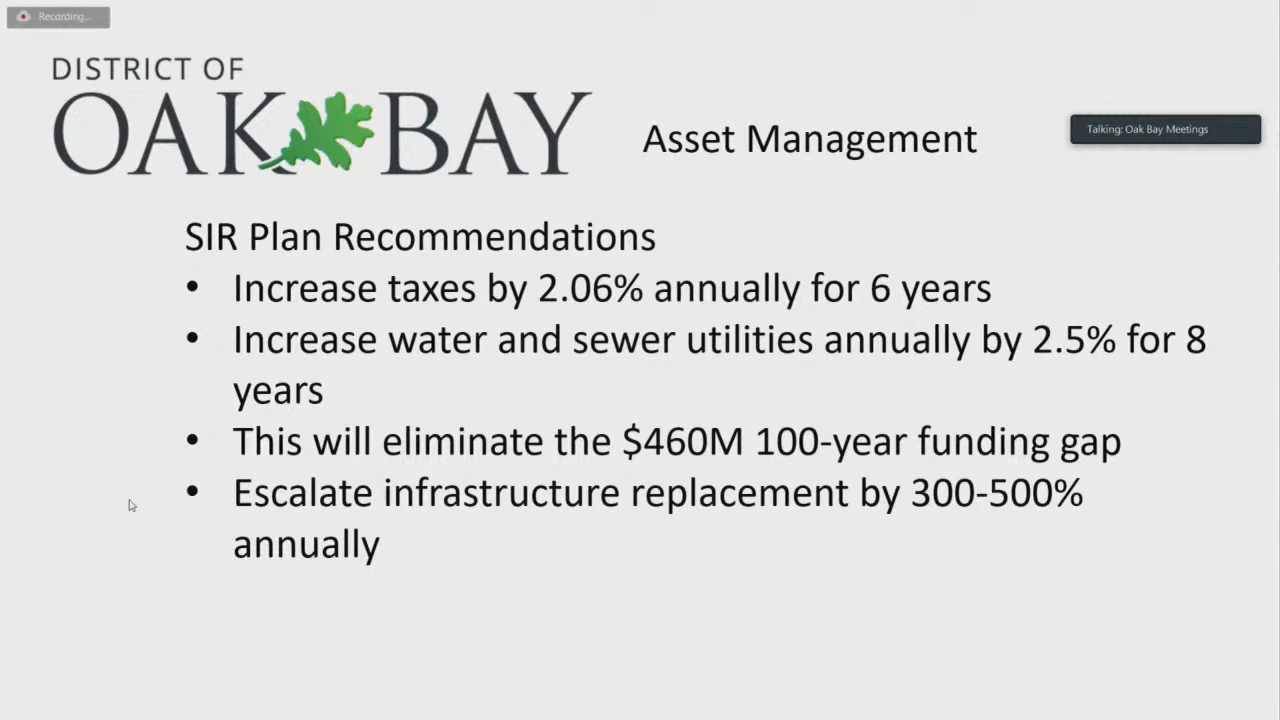 Recording...
DISTRICT OF
OAK BAY
Asset Management
Talking: Oak Bay Meetings
SIR Plan Recommendations
• Increase taxes by 2.06% annually for 6 years
• Increase water and sewer utilities annually by 2.5% for 8
years
• This will eliminate the $460M 100-year funding gap
• Escalate infrastructure replacement by 300-500%
annually